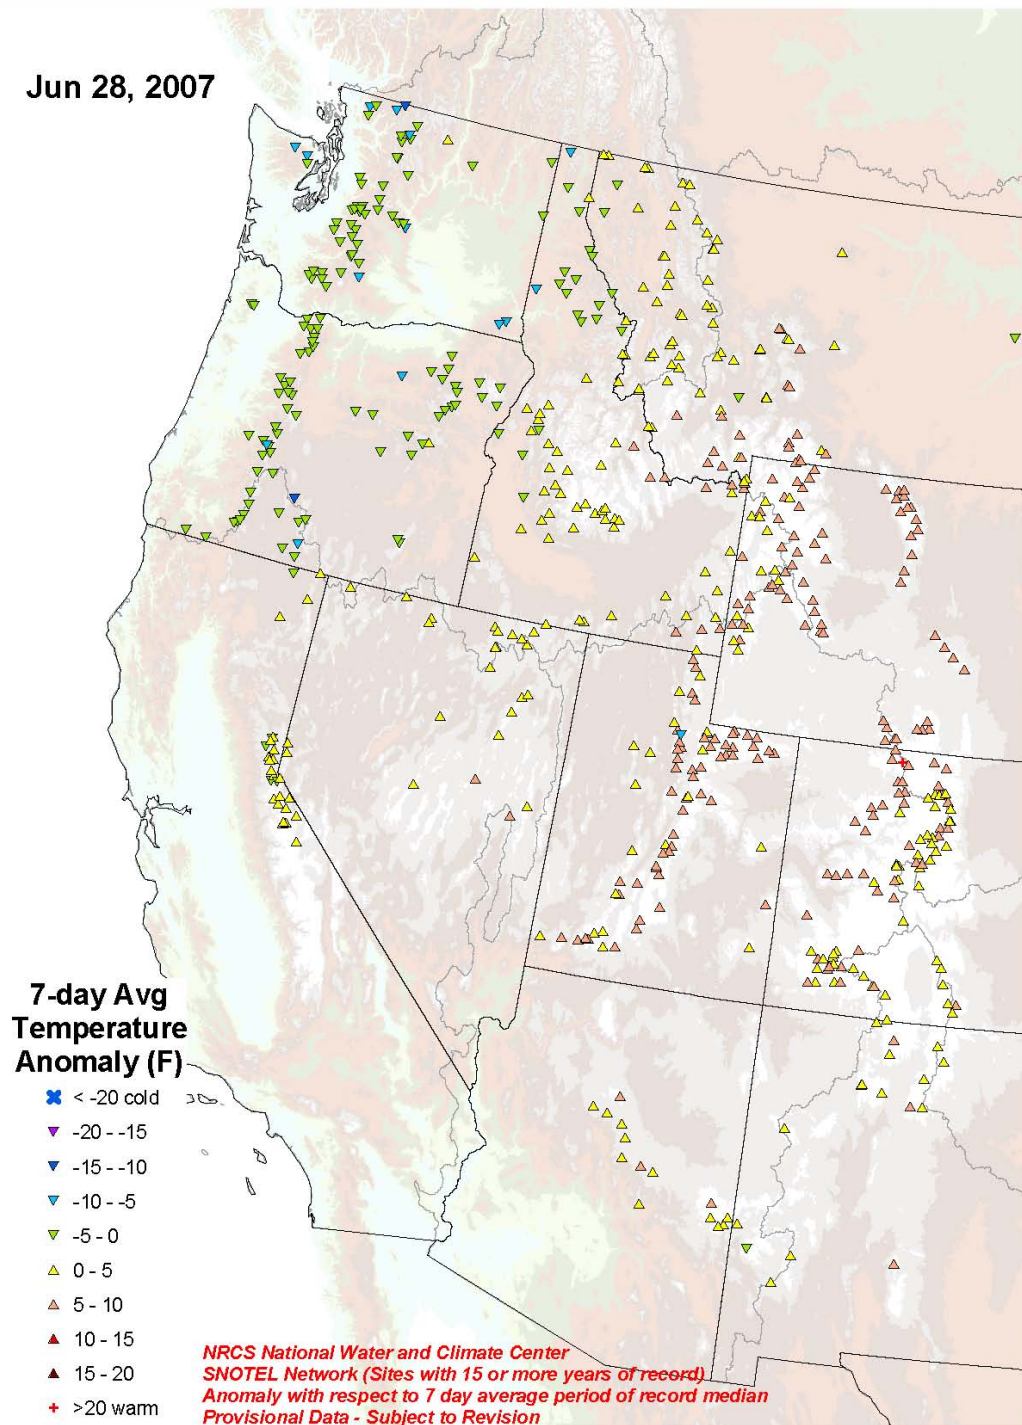 Jun 28, 2007
7-day Avg
Temperature
Anomaly (F)
< -20 cold
-20 - -15
-15 - -10
-10 - -5
-5 - 0
0 - 5
5 - 10
10 - 15
15 - 20
>20 warm
NRCS National Water and Climate Center
SNOTEL Network (Sites with 15 or more years of record)
Anomaly with respect to 7 day average period of record median
Provisional Data - Subject to Revision